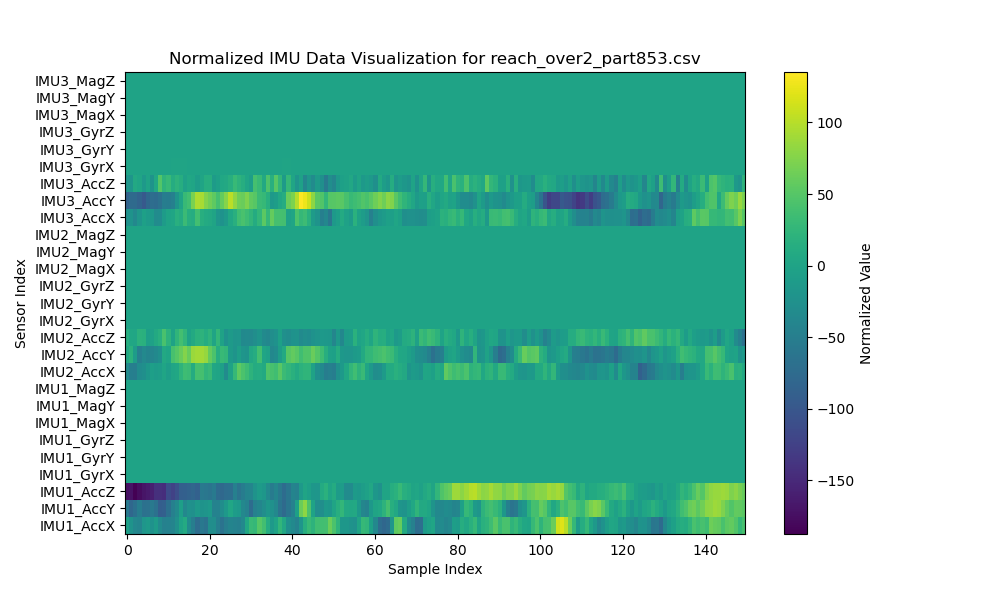 Normalized IMU Data Visualization for reach_over2_part853.csv
IMU3_MagZ
IMU3_MagY
IMU3_MagX
IMU3_GyrZ
IMU3_GyrY
IMU3_GyrX
IMU3_AccZ
IMU3_AccY
IMU3_AccX
IMU2_MagZ
IMU2_MagY
IMU2_MagX
IMU2_GyrZ
IMU2_GyrY
IMU2_GyrX
IMU2_AccZ
IMU2_AccY
IMU2_AccX
IMU1_MagZ
IMU1_MagY
IMU1_MagX
IMU1_GyrZ
IMU1_GyrY
IMU1_GyrX
IMU1_AccZ
IMU1_AccY
IMU1_AccX
Sensor Index
0 20 40 60 80 100 120 140
Sample Index
100
50
0
−50
−100
−150
Normalized Value